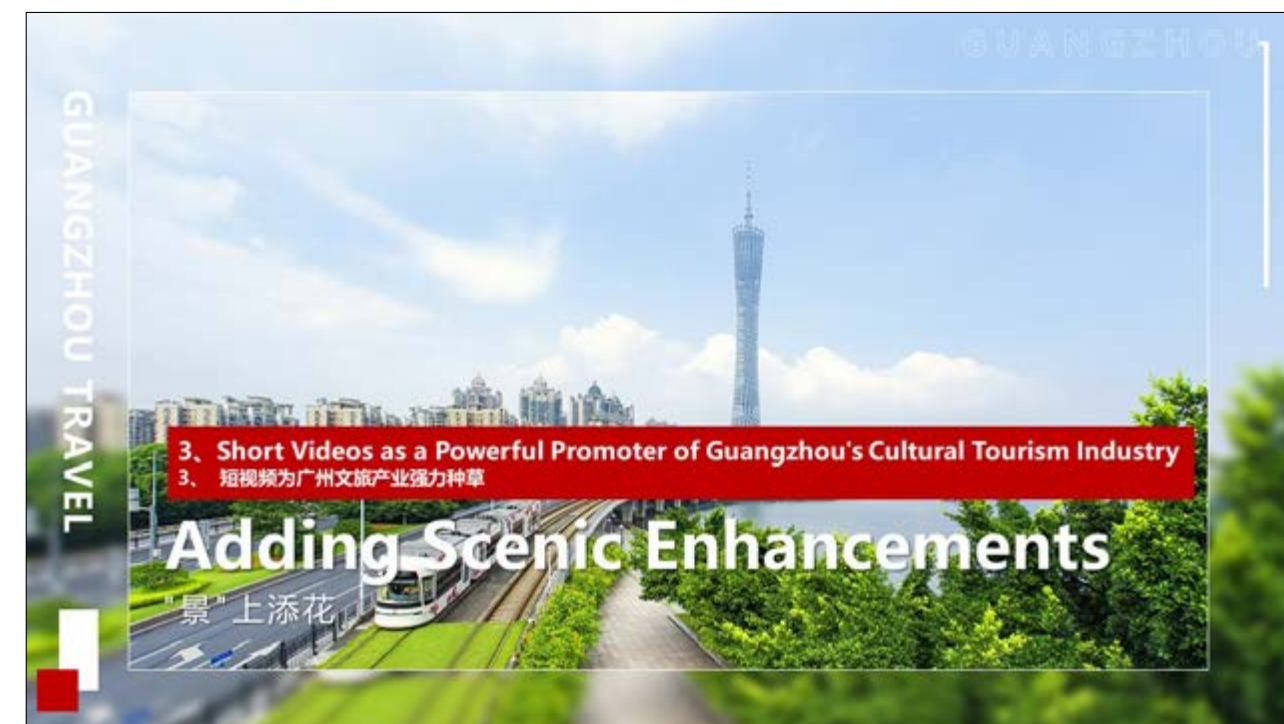 GUANGZHOU
GUANGZHOU TRAVEL
3、Short Videos as a Powerful Promoter of Guangzhou's Cultural Tourism Industry
3、 短视频为广州文旅产业强力种草
Adding Scenic Enhancements
"景"上添花